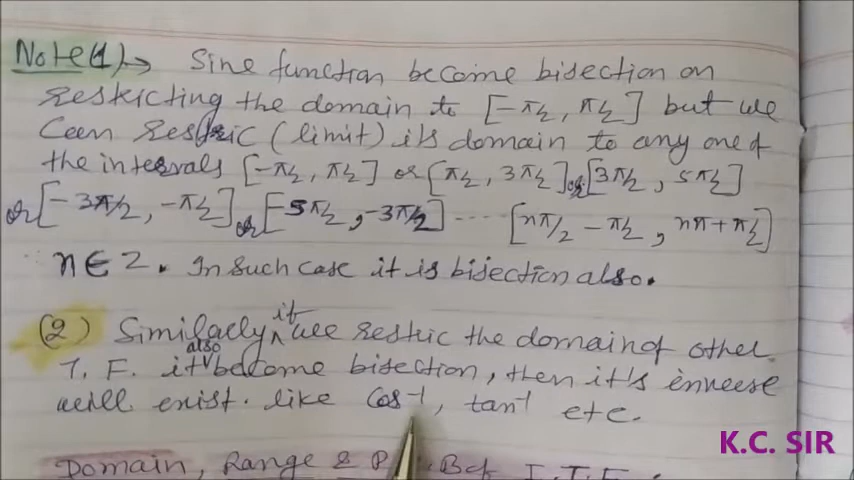 Note(1)→ Sine function become bisection on
restricting the domain to [-π/2, π/2] but we
Can restric (limit) its domain to any one of
the intervals [-π/2, π/2] or [π/2, 3π/2] or [3π/2, 5π/2]
or [-3π/2, -π/2] or [-5π/2, -3π/2] .... [nπ/2 - π/2, nπ + π/2]
n ∈ Z. In such case it is bijection also.
(2) Similarly if we restric the domain of other
T. F. it also become bisection, then it's inverse
will exist. like Cos⁻¹, tan⁻¹ etc.
Domain, Range & I.T.F.
K.C. SIR